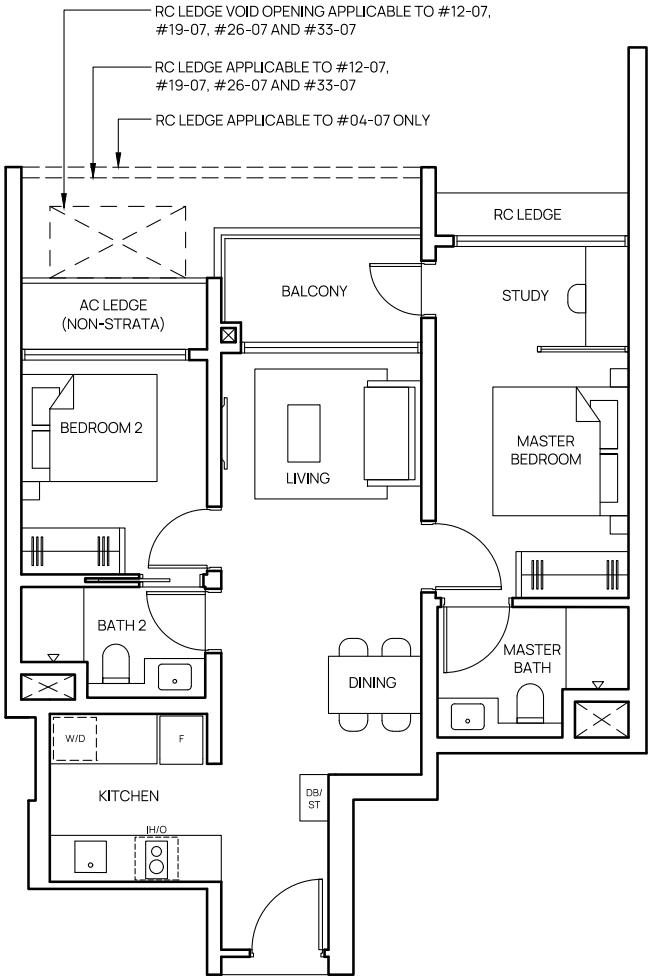 RC LEDGE VOID OPENING APPLICABLE TO #12-07,
#19-07, #26-07 AND #33-07
RC LEDGE APPLICABLE TO #12-07,
#19-07, #26-07 AND #33-07
RC LEDGE APPLICABLE TO #04-07 ONLY
RC LEDGE
BALCONY
STUDY
AC LEDGE
(NON-STRATA)
BEDROOM 2
MASTER
BEDROOM
LIVING
BATH 2
MASTER
BATH
DINING
W/D
F
KITCHEN
DB/
ST
IH/O